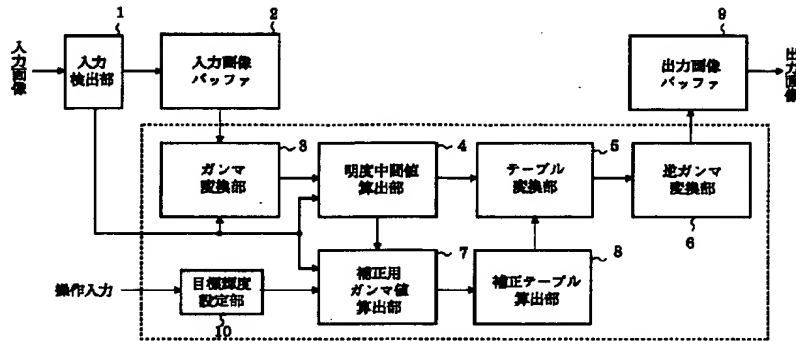 1
2
9
入力画像
入力
検出部
入力画像
バッファ
出力画像
バッファ
出力画像
3
4
5
ガンマ
変換部
明度中間値
算出部
テーブル
変換部
逆ガンマ
変換部
6
7
8
操作入力
目標輝度
設定部
10
補正用
ガンマ値
算出部
補正テーブル
算出部